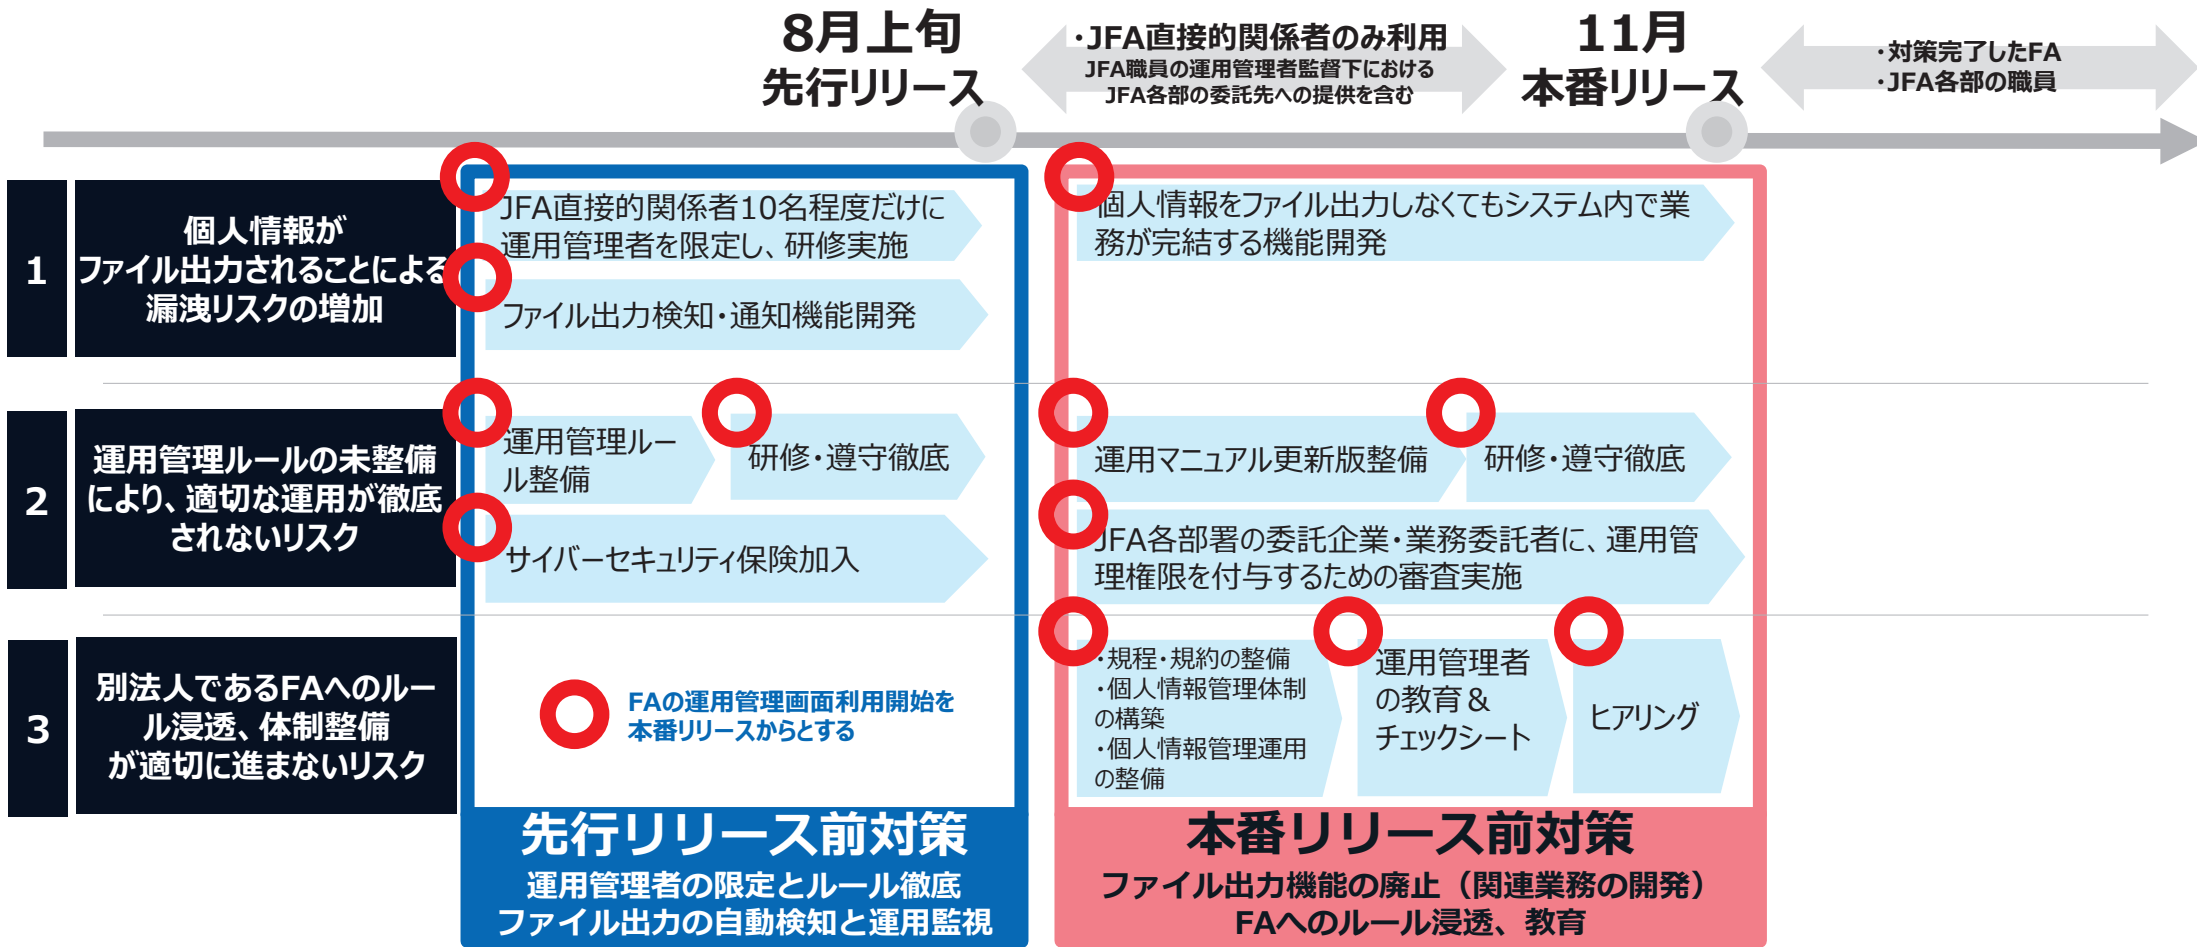 8月上旬
先行リリース
・JFA直接的関係者のみ利用
JFA職員の運用管理者監督下における
JFA各部の委託先への提供を含む
11月
本番リリース
・対策完了したFA
・JFA各部の職員
1
個人情報が
ファイル出力されることによる
漏洩リスクの増加
JFA直接的関係者10名程度だけに
運用管理者を限定し、研修実施
ファイル出力検知・通知機能開発
個人情報をファイル出力しなくてもシステム内で業
務が完結する機能開発
2
運用管理ルールの未整備
により、適切な運用が徹底
されないリスク
運用管理ルー
ル整備
研修・遵守徹底
サイバーセキュリティ保険加入
運用マニュアル更新版整備
研修・遵守徹底
JFA各部署の委託企業・業務委託者に、運用管
理権限を付与するための審査実施
3
別法人であるFAへのルー
ル浸透、体制整備
が適切に進まないリスク
FAの運用管理画面利用開始を
本番リリースからとする
・規程・規約の整備
・個人情報管理体制
の構築
・個人情報管理運用
の整備
運用管理者
の教育＆
チェックシート
ヒアリング
先行リリース前対策
運用管理者の限定とルール徹底
ファイル出力の自動検知と運用監視
本番リリース前対策
ファイル出力機能の廃止（関連業務の開発）
FAへのルール浸透、教育